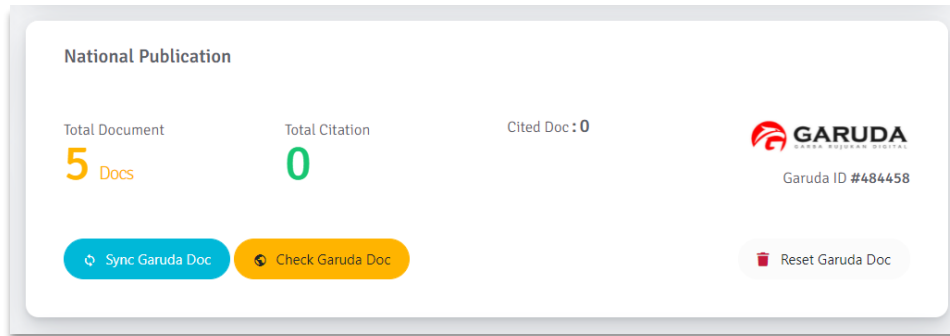 National Publication
Total Document
5 Docs
Total Citation
0
Cited Doc : 0
GARUDA
GARBA RUJUKAN DIGITAL
Garuda ID #484458
Sync Garuda Doc
Check Garuda Doc
Reset Garuda Doc